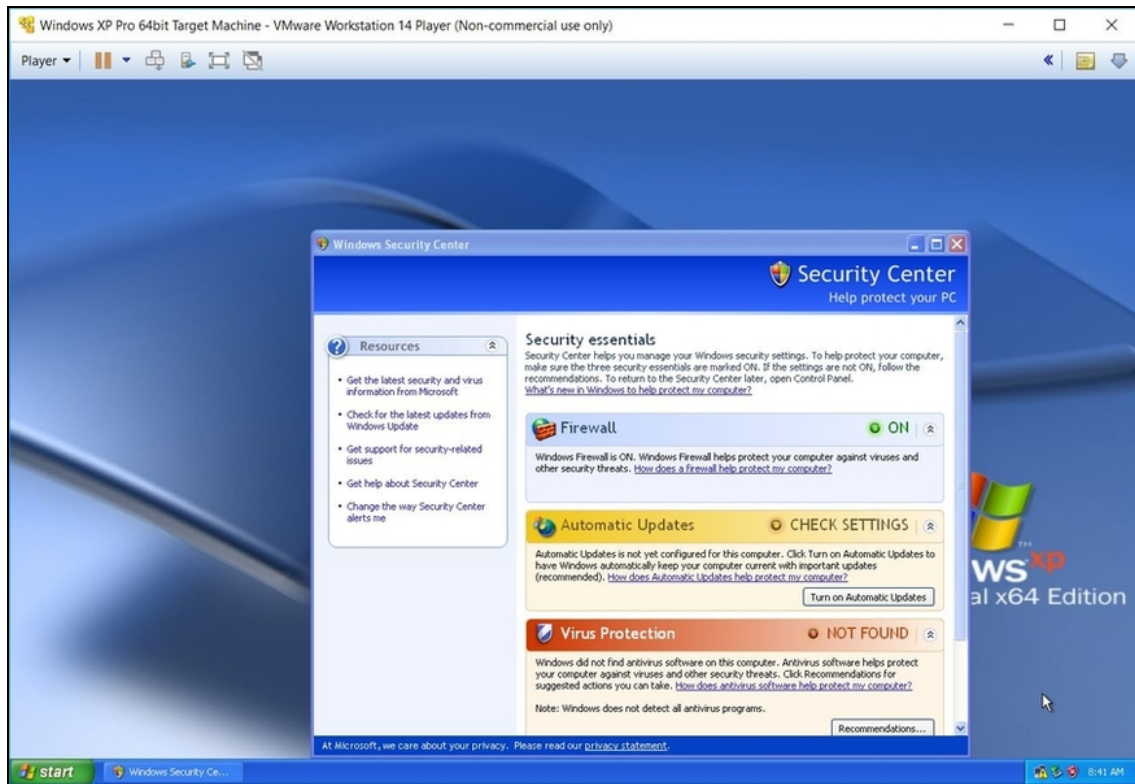 Windows XP Pro 64bit Target Machine - VMware Workstation 14 Player (Non-commercial use only)
Player
Windows Security Center
Security Center
Help protect your PC
Resources
Get the latest security and virus
information from Microsoft
Check for the latest updates from
Windows Update
Get support for security-related
issues
Get help about Security Center
Change the way Security Center
alerts me
Security essentials
Security Center helps you manage your Windows security settings. To help protect your computer,
make sure the three security essentials are marked ON. If the settings are not ON, follow the
recommendations. To return to the Security Center later, open Control Panel.
What's new in Windows to help protect my computer?
Firewall ON
Windows Firewall is ON. Windows Firewall helps protect your computer against viruses and
other security threats. How does a firewall help protect my computer?
Automatic Updates CHECK SETTINGS
Automatic Updates is not yet configured for this computer. Click Turn on Automatic Updates to
have Windows automatically keep your computer current with important updates
(recommended). How does Automatic Updates help protect my computer?
Turn on Automatic Updates
Virus Protection NOT FOUND
Windows did not find antivirus software on this computer. Antivirus software helps protect
your computer against viruses and other security threats. Click Recommendations for
suggested actions you can take. How does antivirus software help protect my computer?
Note: Windows does not detect all antivirus programs.
Recommendations...
At Microsoft, we care about your privacy. Please read our privacy statement.
ws xp
TM
al x64 Edition
start
Windows Security Ce...
8:41 AM